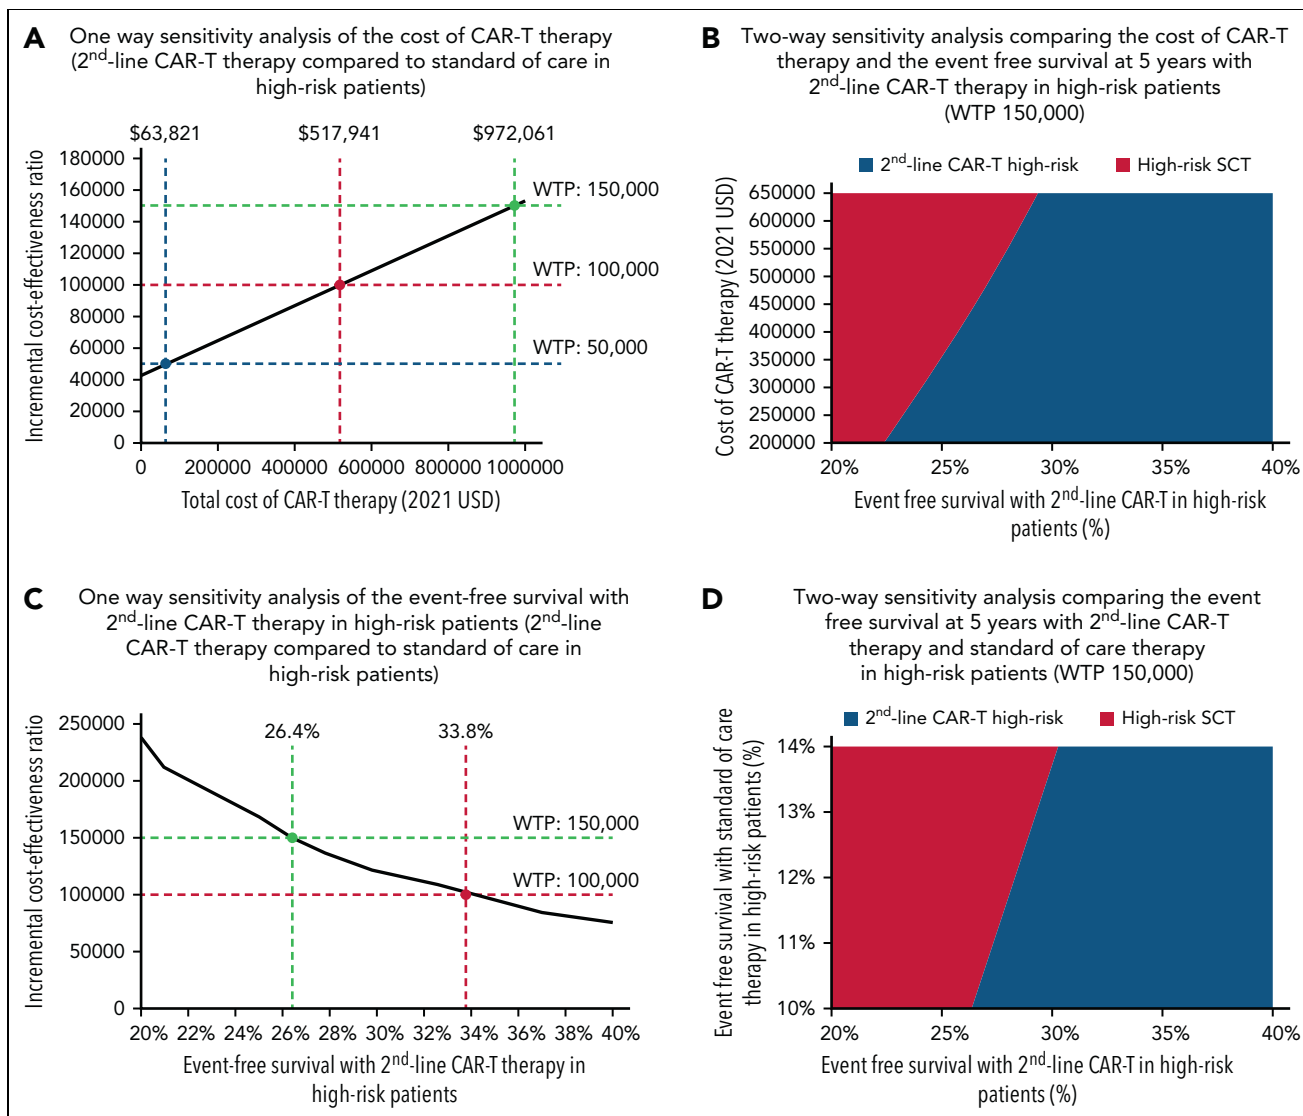 A
One way sensitivity analysis of the cost of CAR-T therapy
(2nd-line CAR-T therapy compared to standard of care in
high-risk patients)
$63,821
$517,941
$972,061
Incremental cost-effectiveness ratio
180000
160000
140000
120000
100000
80000
60000
40000
20000
0
WTP: 150,000
WTP: 100,000
WTP: 50,000
0 200000 400000 600000 800000 1000000
Total cost of CAR-T therapy (2021 USD)
B
Two-way sensitivity analysis comparing the cost of CAR-T
therapy and the event free survival at 5 years with
2nd-line CAR-T therapy in high-risk patients
(WTP 150,000)
2nd-line CAR-T high-risk
High-risk SCT
Cost of CAR-T therapy (2021 USD)
650000
600000
550000
500000
450000
400000
350000
300000
250000
200000
20% 25% 30% 35% 40%
Event free survival with 2nd-line CAR-T in high-risk
patients (%)
C
One way sensitivity analysis of the event-free survival with
2nd-line CAR-T therapy in high-risk patients (2nd-line
CAR-T therapy compared to standard of care in
high-risk patients)
26.4%
33.8%
Incremental cost-effectiveness ratio
250000
200000
150000
100000
50000
0
WTP: 150,000
WTP: 100,000
20% 22% 24% 26% 28% 30% 32% 34% 36% 38% 40%
Event-free survival with 2nd-line CAR-T therapy in
high-risk patients
D
Two-way sensitivity analysis comparing the event
free survival at 5 years with 2nd-line CAR-T
therapy and standard of care therapy
in high-risk patients (WTP 150,000)
2nd-line CAR-T high-risk
High-risk SCT
Event free survival with standard of care
therapy in high-risk patients (%)
14%
13%
12%
11%
10%
20% 25% 30% 35% 40%
Event free survival with 2nd-line CAR-T in high-risk
patients (%)